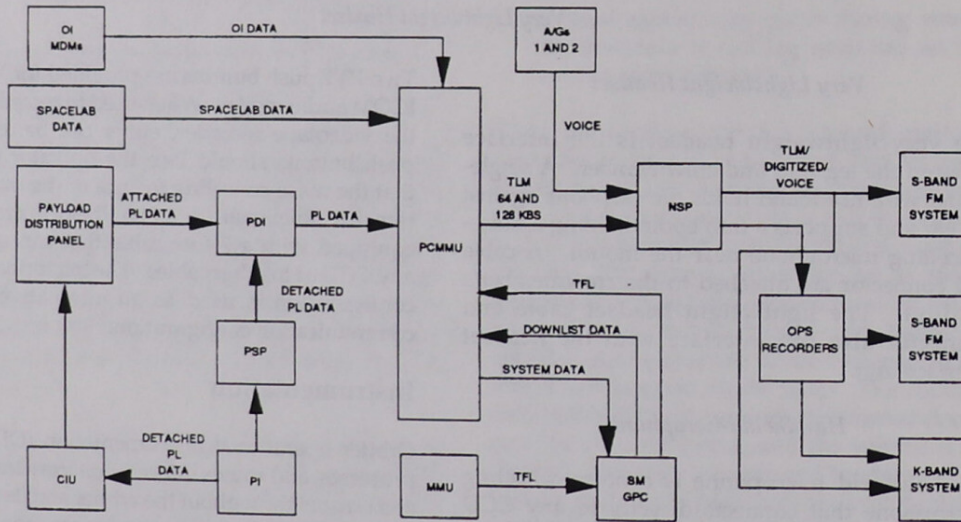 OI
MDMs
OI DATA
A/Gs
1 AND 2
SPACELAB
DATA
SPACELAB DATA
VOICE
PAYLOAD
DISTRIBUTION
PANEL
ATTACHED
PL DATA
PDI
PL DATA
PCMMU
TLM
64 AND
128 KBS
NSP
TLM/
DIGITIZED/
VOICE
S-BAND
FM
SYSTEM
DETACHED
PL DATA
PSP
TFL
DOWNLIST DATA
SYSTEM DATA
OPS
RECORDERS
S-BAND
FM
SYSTEM
CIU
DETACHED
PL
DATA
PI
MMU
TFL
SM
GPC
K-BAND
SYSTEM